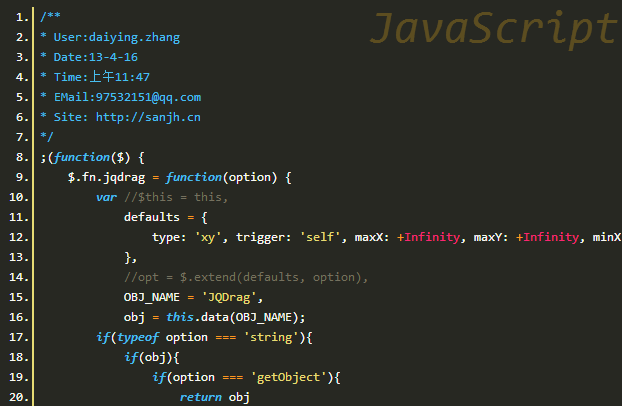 JavaScript
1. /**
2. * User:daiying.zhang
3. * Date:13-4-16
4. * Time:上午11:47
5. * EMail:97532151@qq.com
6. * Site: http://sanjh.cn
7. */
8. ;(function($) {
9. $.fn.jqdrag = function(option) {
10. var //$this = this,
11. defaults = {
12. type: 'xy', trigger: 'self', maxX: +Infinity, maxY: +Infinity, minX
13. },
14. //opt = $.extend(defaults, option),
15. OBJ_NAME = 'JQDrag',
16. obj = this.data(OBJ_NAME);
17. if(typeof option === 'string'){
18. if(obj){
19. if(option === 'getObject'){
20. return obj